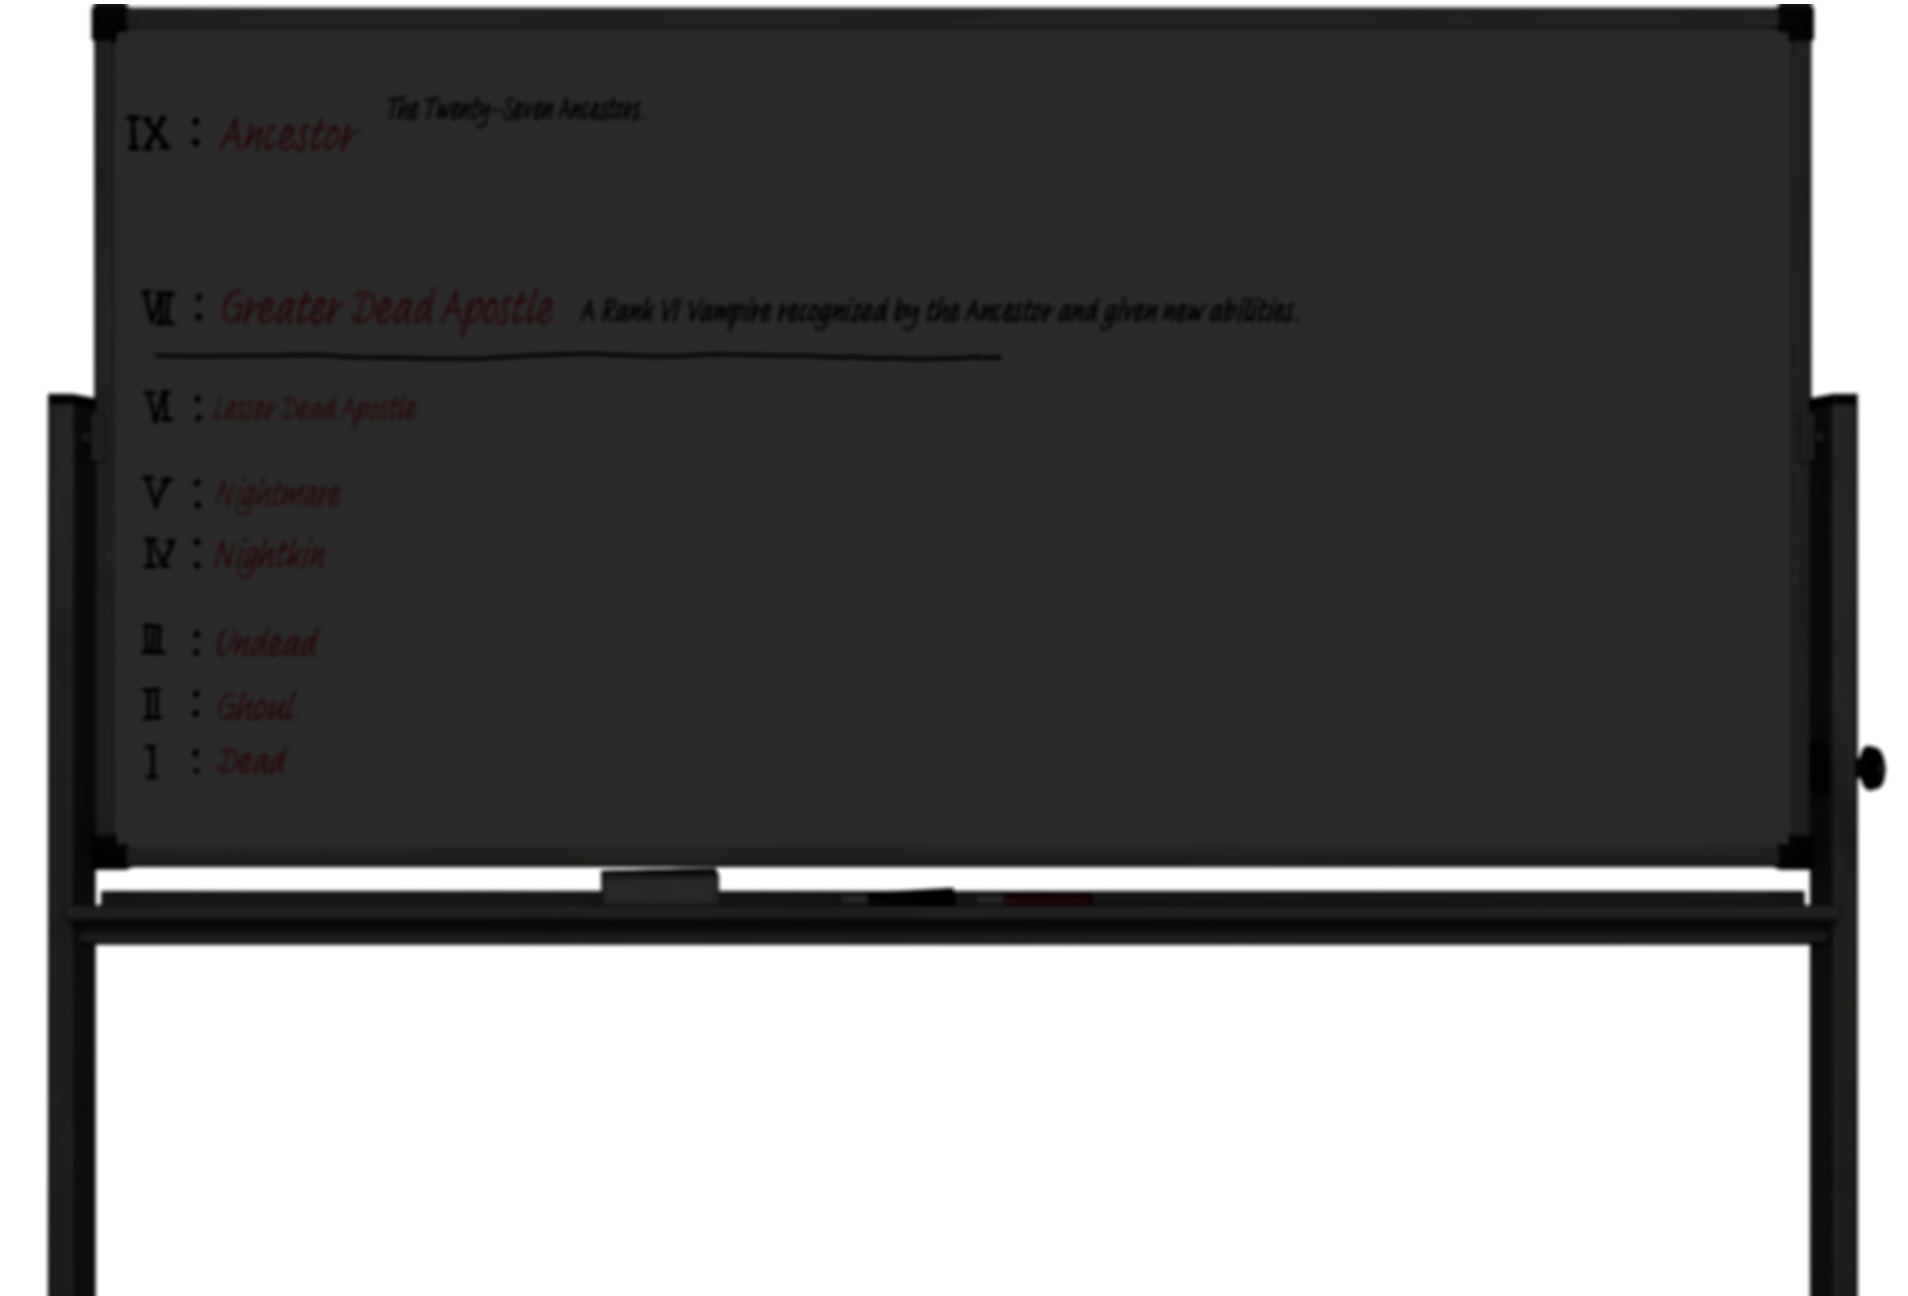 The Twenty-Seven Ancestors.
IX : Ancestor
VII : Greater Dead Apostle A Rank VI Vampire recognized by the Ancestor and given new abilities.
VI : Lesser Dead Apostle
V : Nightmare
IV : Nightkin
III : Undead
II : Ghoul
I : Dead